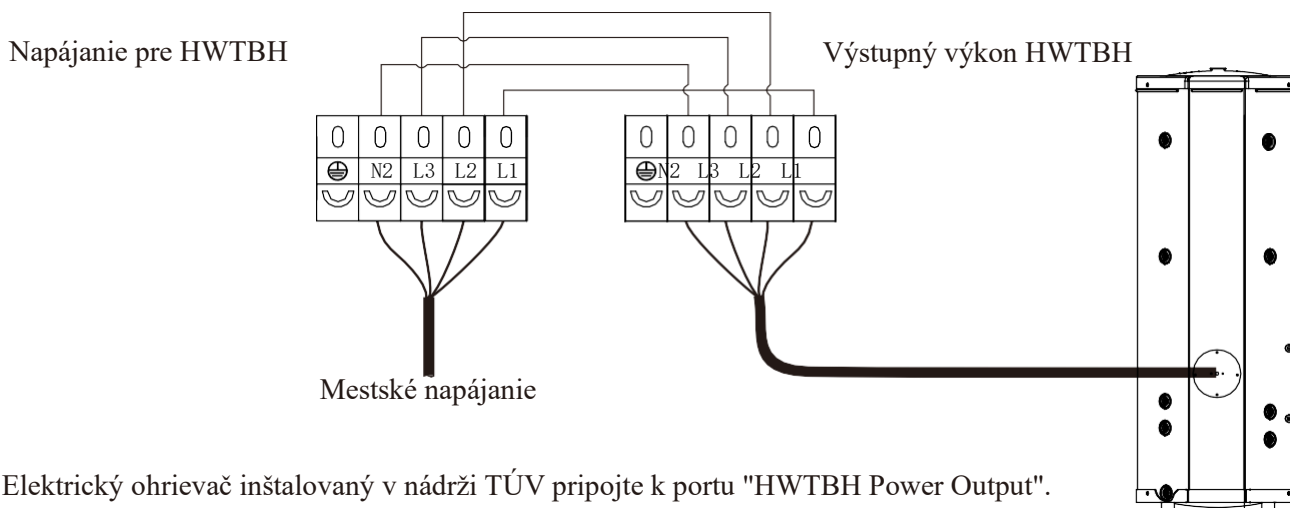 Napájanie pre HWTBH
Výstupný výkon HWTBH
0 0 0 0 0
N2 L3 L2 L1
0 0 0 0 0
N2 L3 L2 L1
Mestské napájanie
Elektrický ohrievač inštalovaný v nádrži TÚV pripojte k portu "HWTBH Power Output".